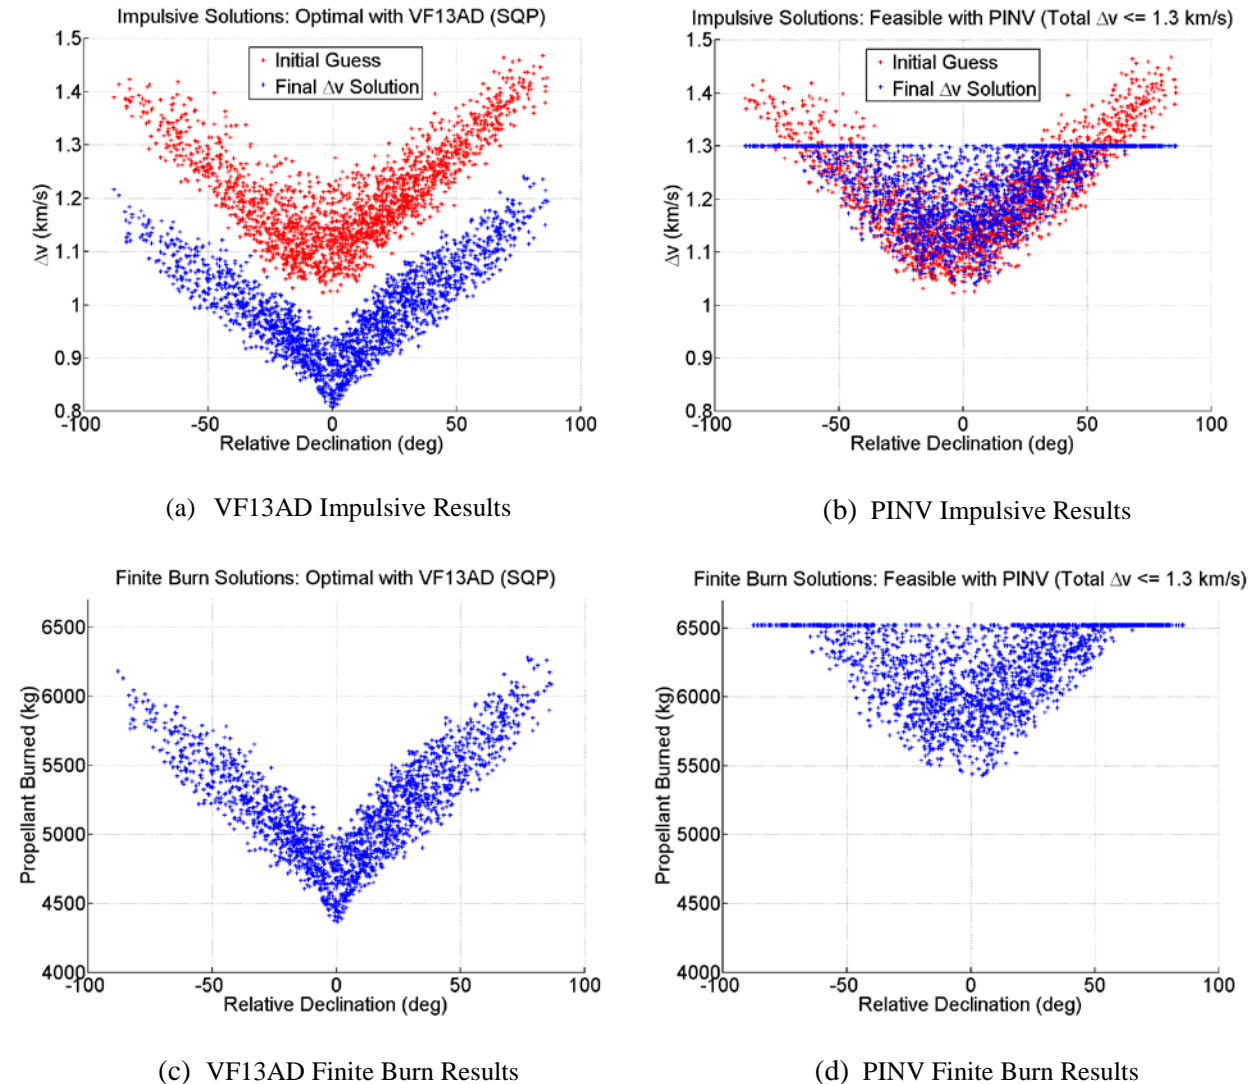 Impulsive Solutions: Optimal with VF13AD (SQP)
1.5
1.4
1.3
1.2
1.1
1
0.9
0.8
Δv (km/s)
Initial Guess
Final Δv Solution
-100
-50
0
50
100
Relative Declination (deg)
(a) VF13AD Impulsive Results
Impulsive Solutions: Feasible with PINV (Total Δv <= 1.3 km/s)
1.5
1.4
1.3
1.2
1.1
1
0.9
0.8
Δv (km/s)
Initial Guess
Final Δv Solution
-100
-50
0
50
100
Relative Declination (deg)
(b) PINV Impulsive Results
Finite Burn Solutions: Optimal with VF13AD (SQP)
6500
6000
5500
5000
4500
4000
Propellant Burned (kg)
-100
-50
0
50
100
Relative Declination (deg)
(c) VF13AD Finite Burn Results
Finite Burn Solutions: Feasible with PINV (Total Δv <= 1.3 km/s)
6500
6000
5500
5000
4500
4000
Propellant Burned (kg)
-100
-50
0
50
100
Relative Declination (deg)
(d) PINV Finite Burn Results